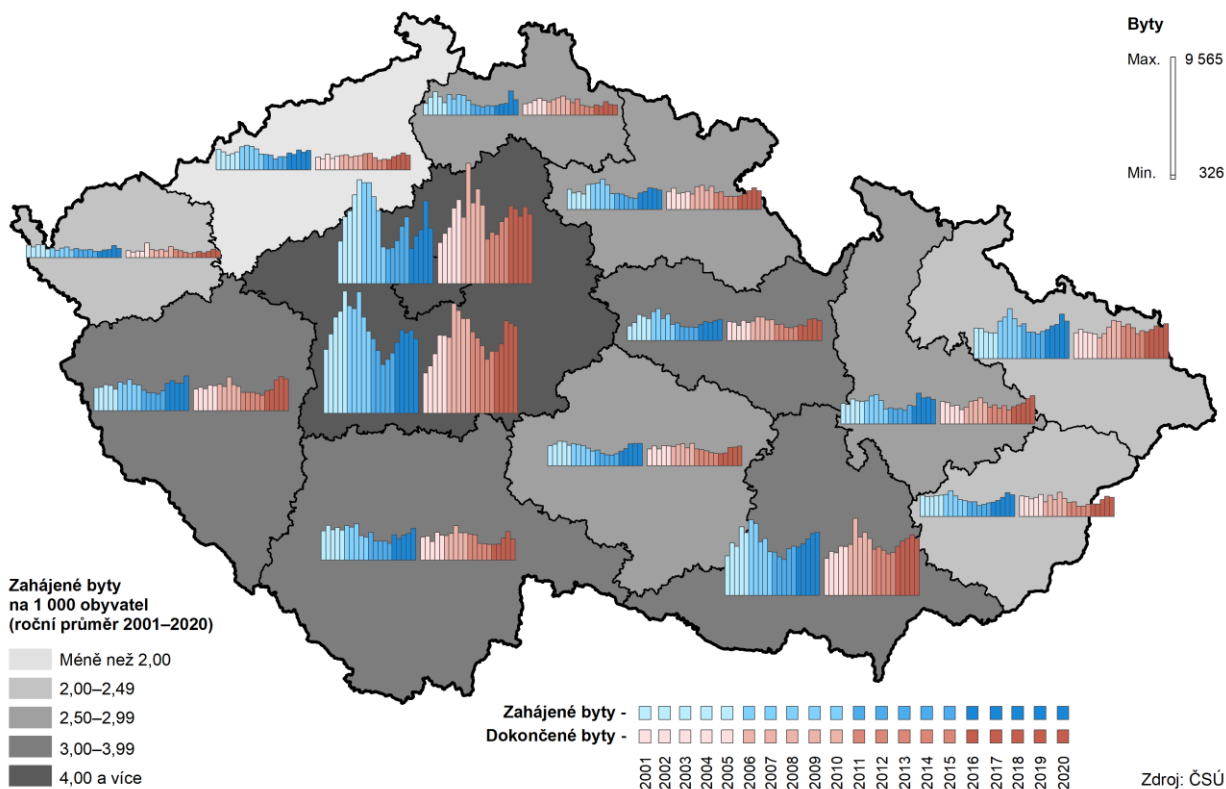 Byty
Max. 9 565
Min. 326
Zahájené byty
na 1 000 obyvatel
(roční průměr 2001–2020)
Méně než 2,00
2,00–2,49
2,50–2,99
3,00–3,99
4,00 a více
Zahájené byty -
Dokončené byty -
2001 2002 2003 2004 2005 2006 2007 2008 2009 2010 2011 2012 2013 2014 2015 2016 2017 2018 2019 2020
Zdroj: ČSÚ